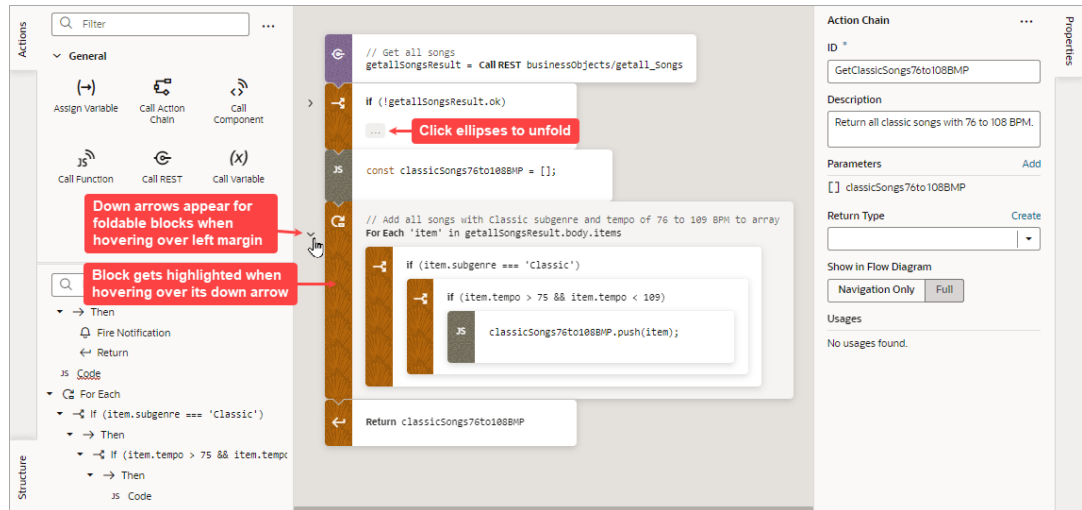 Actions
Filter
...
General
(→)
Assign Variable
Call Action
Chain
Call
Component
JS
Call Function
Call REST
(x)
Call Variable
Down arrows appear for
foldable blocks when
hovering over left margin
Block gets highlighted when
hovering over its down arrow
Then
Fire Notification
Return
JS Code
For Each
If (item.subgenre === 'Classic')
Then
If (item.tempo > 75 && item.tempo
Then
JS Code
Structure
// Get all songs
getallSongsResult = Call REST businessObjects/getall_Songs
if (!getallSongsResult.ok)
...
Click ellipses to unfold
JS
const classicSongs76to108BMP = [];
// Add all songs with Classic subgenre and tempo of 76 to 109 BPM to array
For Each 'item' in getallSongsResult.body.items
if (item.subgenre === 'Classic')
if (item.tempo > 75 && item.tempo < 109)
JS
classicSongs76to108BMP.push(item);
Return classicSongs76to108BMP
Action Chain
...
ID *
GetClassicSongs76to108BMP
Description
Return all classic songs with 76 to 108 BPM.
Parameters
Add
[] classicSongs76to108BMP
Return Type
Create
Show in Flow Diagram
Navigation Only
Full
Usages
No usages found.
Properties